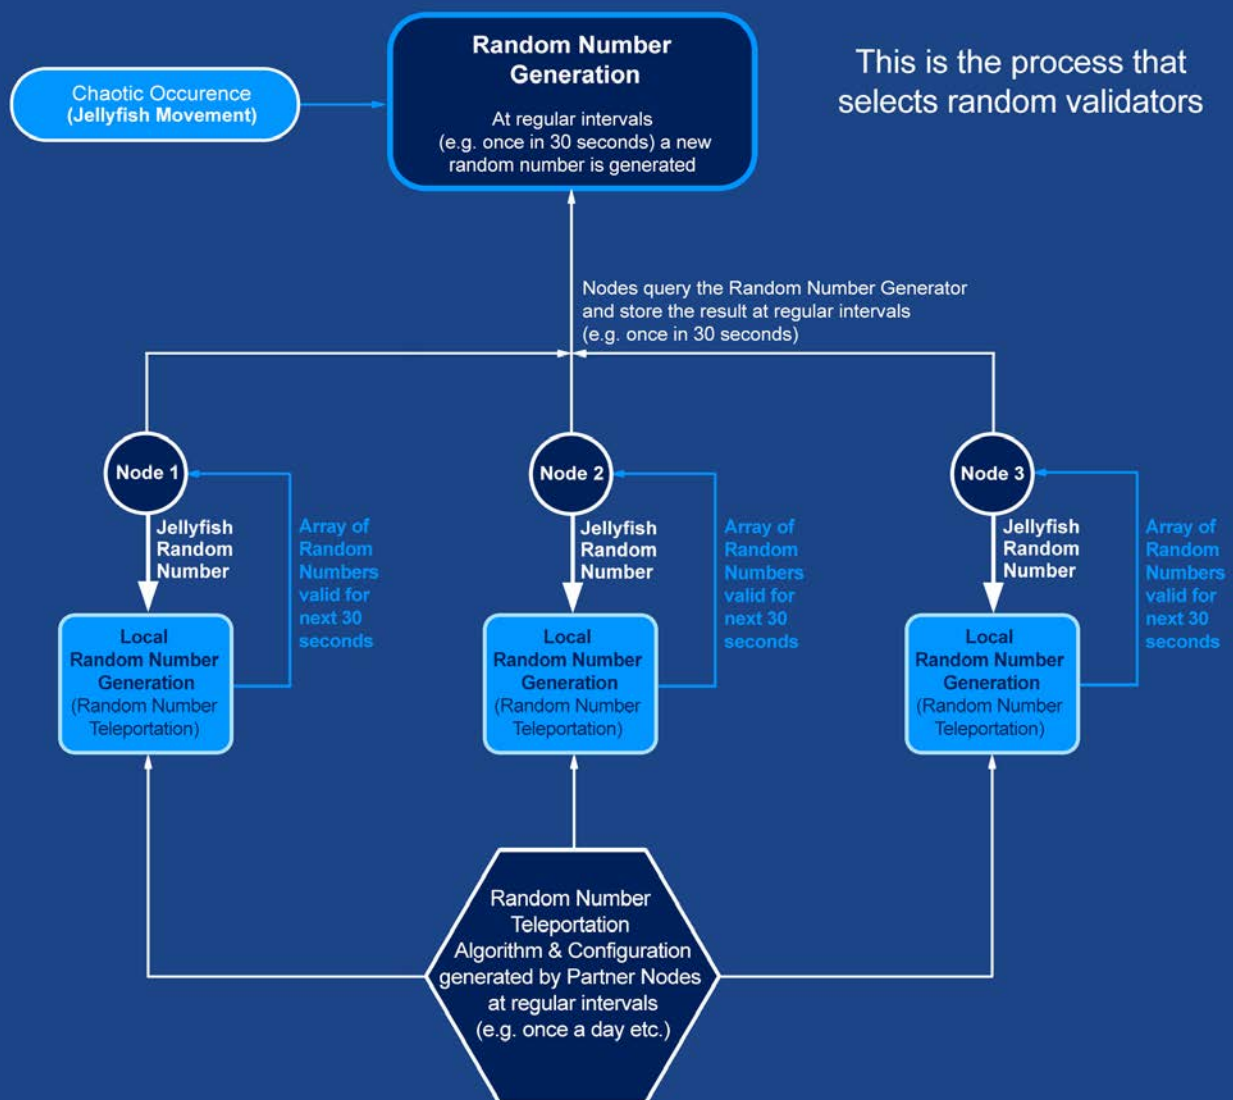 Random Number
Generation
At regular intervals
(e.g. once in 30 seconds) a new
random number is generated
This is the process that
selects random validators
Chaotic Occurence
(Jellyfish Movement)
Nodes query the Random Number Generator
and store the result at regular intervals
(e.g. once in 30 seconds)
Node 1
Jellyfish
Random
Number
Array of
Random
Numbers
valid for
next 30
seconds
Local
Random Number
Generation
(Random Number
Teleportation)
Node 2
Jellyfish
Random
Number
Array of
Random
Numbers
valid for
next 30
seconds
Local
Random Number
Generation
(Random Number
Teleportation)
Node 3
Jellyfish
Random
Number
Array of
Random
Numbers
valid for
next 30
seconds
Local
Random Number
Generation
(Random Number
Teleportation)
Random Number
Teleportation
Algorithm & Configuration
generated by Partner Nodes
at regular intervals
(e.g. once a day etc.)